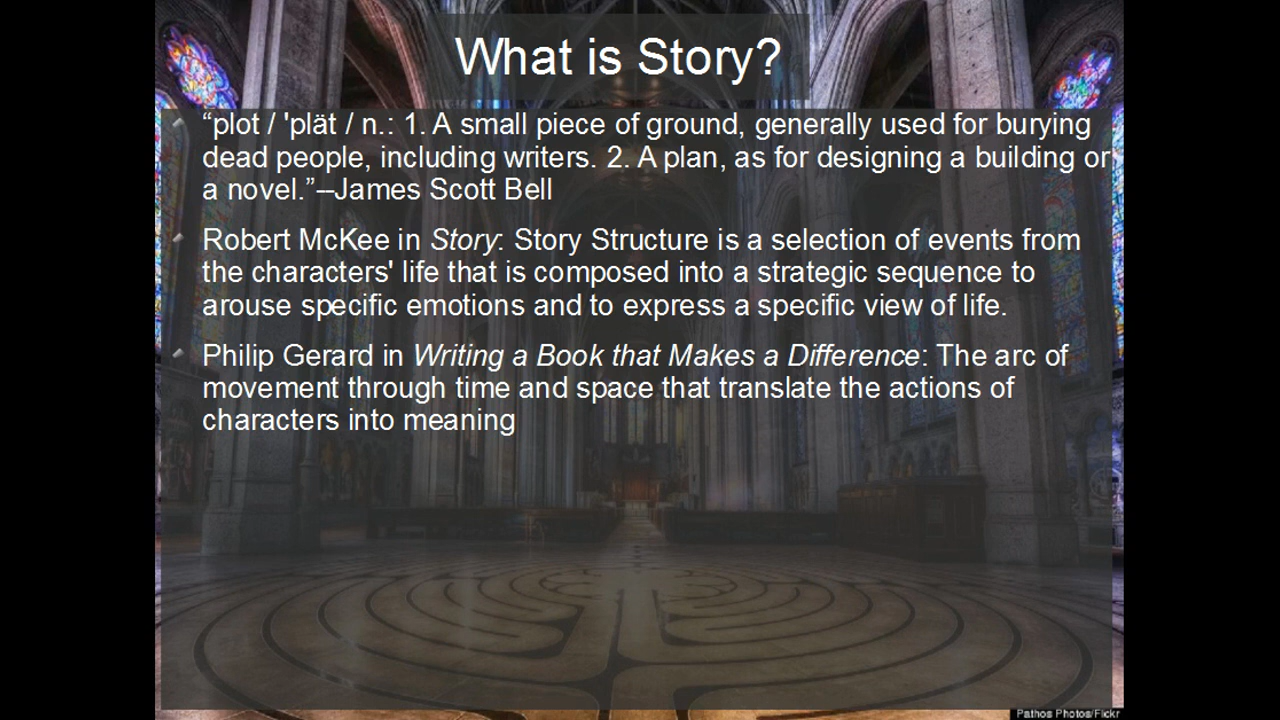 What is Story?
“plot / 'plät / n.: 1. A small piece of ground, generally used for burying
dead people, including writers. 2. A plan, as for designing a building or
a novel.”--James Scott Bell
Robert McKee in Story: Story Structure is a selection of events from
the characters' life that is composed into a strategic sequence to
arouse specific emotions and to express a specific view of life.
Philip Gerard in Writing a Book that Makes a Difference: The arc of
movement through time and space that translate the actions of
characters into meaning
Pathos Photos/Flickr